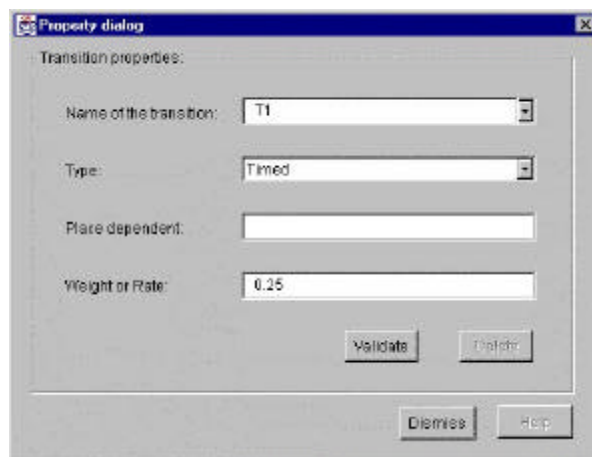 Property dialog
Transition properties:
Name of the transition: T1
Type: Timed
Place dependent:
Weight or Rate: 0.25
Validate Delete
Dismiss Help